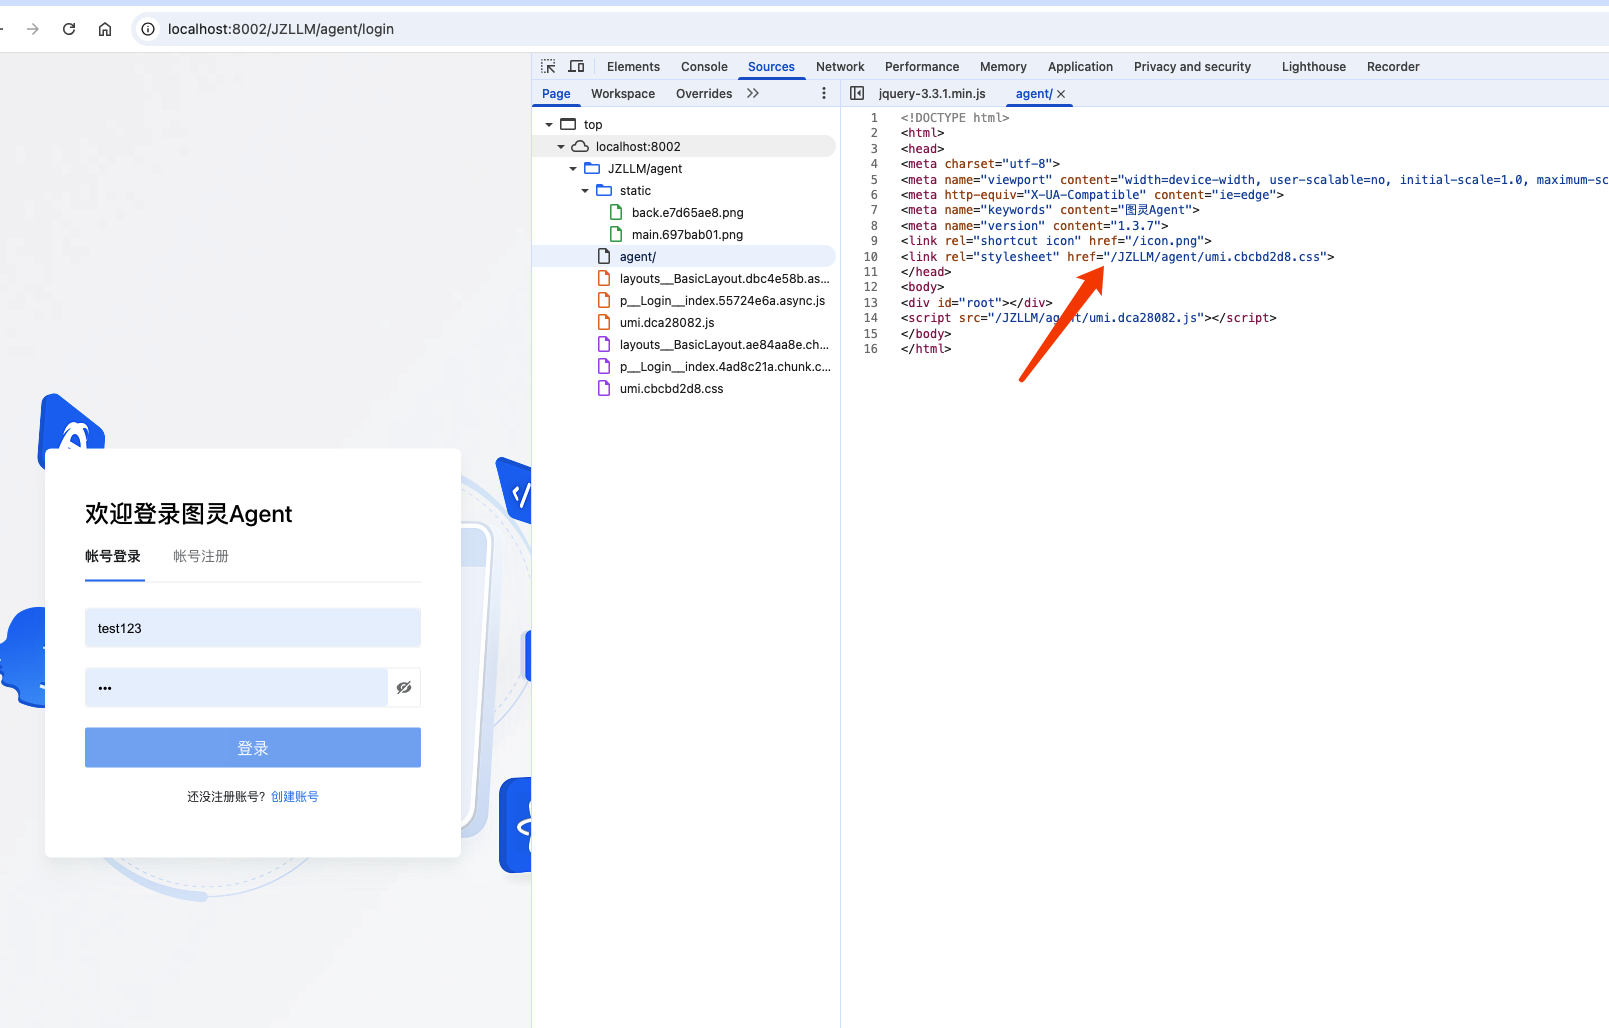 localhost:8002/JZLLM/agent/login
Elements Console Sources Network Performance Memory Application Privacy and security Lighthouse Recorder
Page Workspace Overrides
jquery-3.3.1.min.js agent/
top
localhost:8002
JZLLM/agent
static
back.e7d65ae8.png
main.697bab01.png
agent/
layouts__BasicLayout.dbc4e58b.as...
p__Login__index.55724e6a.async.js
umi.dca28082.js
layouts__BasicLayout.ae84aa8e.ch...
p__Login__index.4ad8c21a.chunk.c...
umi.cbcbd2d8.css
1 <!DOCTYPE html>
2 <html>
3 <head>
4 <meta charset="utf-8">
5 <meta name="viewport" content="width=device-width, user-scalable=no, initial-scale=1.0, maximum-sc
6 <meta http-equiv="X-UA-Compatible" content="ie=edge">
7 <meta name="keywords" content="图灵Agent">
8 <meta name="version" content="1.3.7">
9 <link rel="shortcut icon" href="/icon.png">
10 <link rel="stylesheet" href="/JZLLM/agent/umi.cbcbd2d8.css">
11 </head>
12 <body>
13 <div id="root"></div>
14 <script src="/JZLLM/agent/umi.dca28082.js"></script>
15 </body>
16 </html>
欢迎登录图灵Agent
帐号登录 帐号注册
test123
•••
登录
还没注册账号? 创建账号